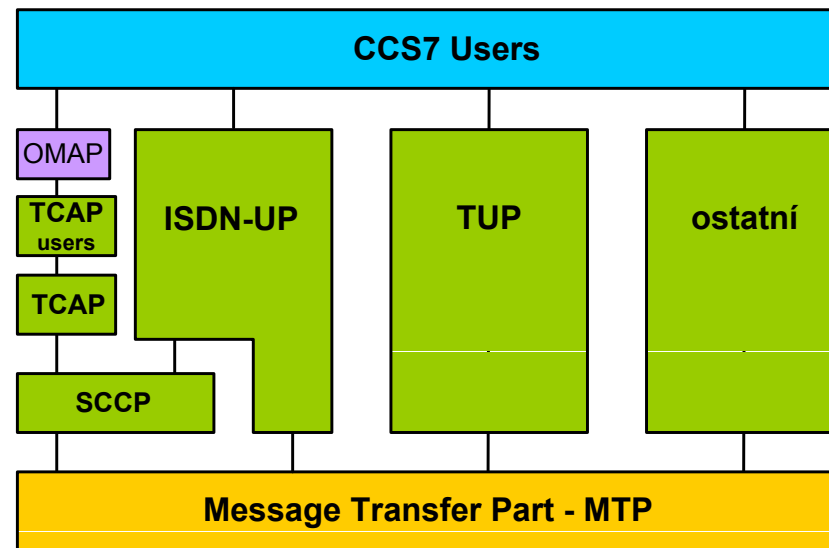 CCS7 Users
OMAP
TCAP
users
TCAP
SCCP
ISDN-UP
TUP
ostatní
Message Transfer Part - MTP